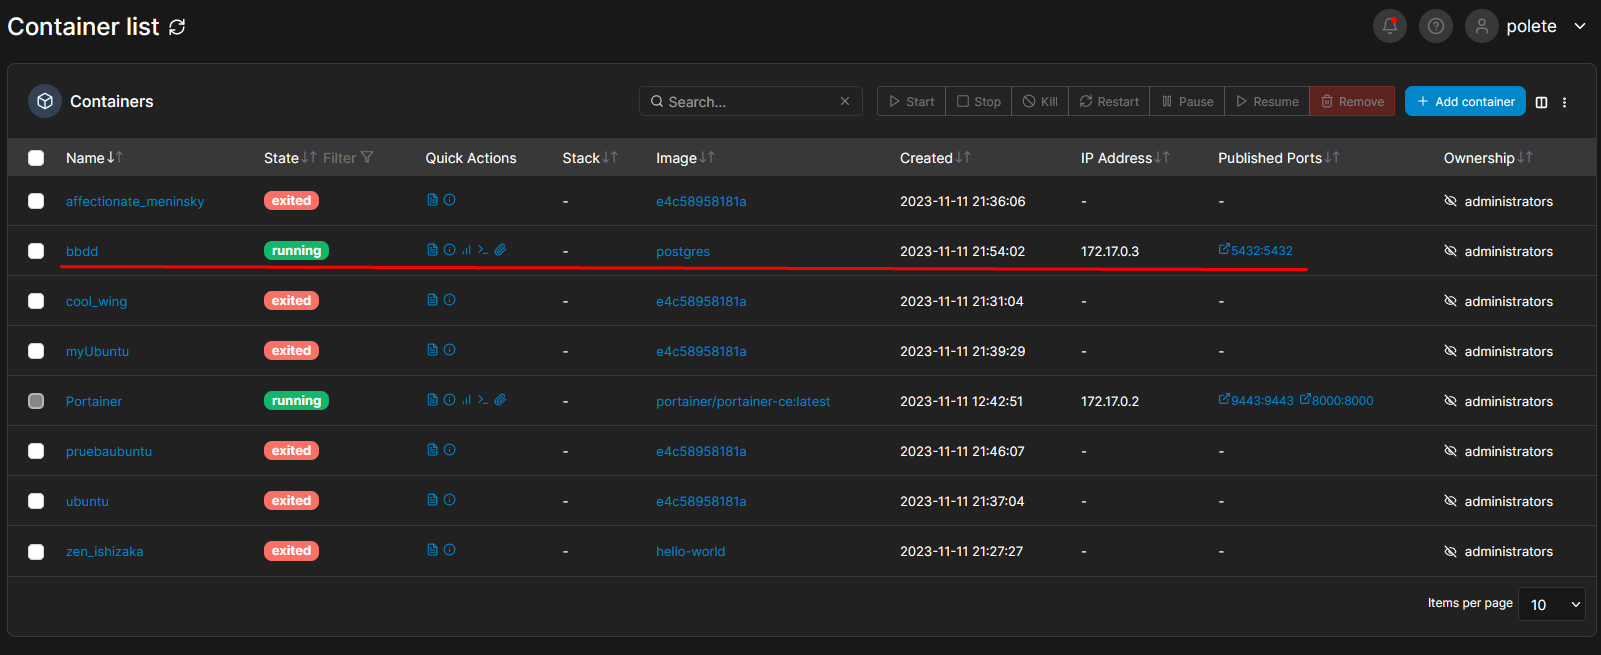 Container list
polete
Containers
Search...
Start Stop Kill Restart Pause Resume Remove Add container
Name State Filter Quick Actions Stack Image Created IP Address Published Ports Ownership
affectionate_meninsky exited - e4c58958181a 2023-11-11 21:36:06 - - administrators
bbdd running - postgres 2023-11-11 21:54:02 172.17.0.3 5432:5432 administrators
cool_wing exited - e4c58958181a 2023-11-11 21:31:04 - - administrators
myUbuntu exited - e4c58958181a 2023-11-11 21:39:29 - - administrators
Portainer running - portainer/portainer-ce:latest 2023-11-11 12:42:51 172.17.0.2 9443:9443 8000:8000 administrators
pruebaubuntu exited - e4c58958181a 2023-11-11 21:46:07 - - administrators
ubuntu exited - e4c58958181a 2023-11-11 21:37:04 - - administrators
zen_ishizaka exited - hello-world 2023-11-11 21:27:27 - - administrators
Items per page 10